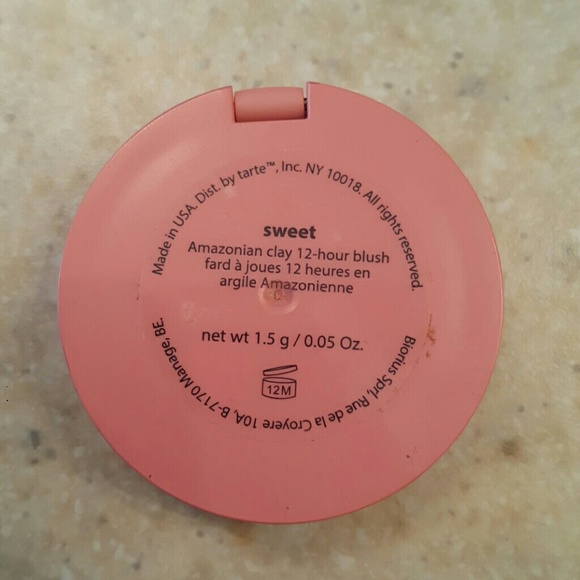 Made in USA. Dist. by tarte™, Inc. NY 10018. All rights reserved.
sweet
Amazonian clay 12-hour blush
fard à joues 12 heures en
argile Amazonienne
net wt 1.5 g / 0.05 Oz.
12M
Biorius Sprl, Rue de la Croyere 10A, B-7170 Manage, BE.